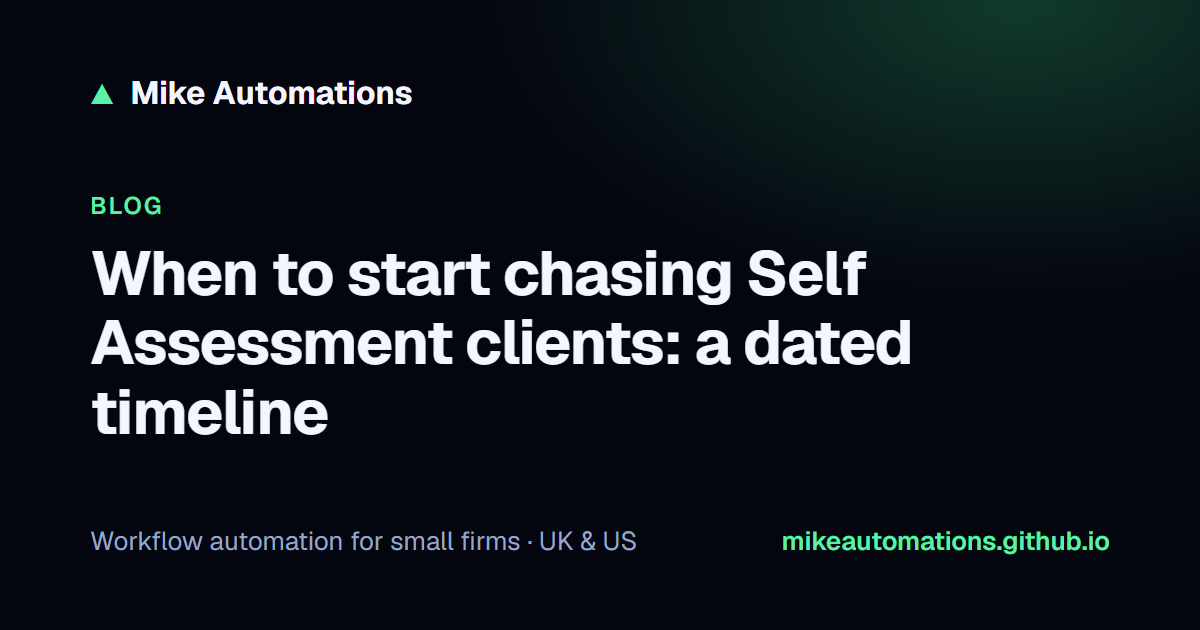 Mike Automations
BLOG
When to start chasing Self
Assessment clients: a dated
timeline
Workflow automation for small firms · UK & US
mikeautomations.github.io